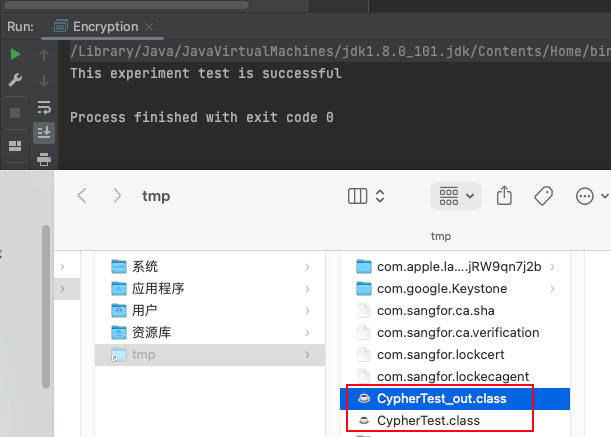 Run: Encryption ×
/Library/Java/JavaVirtualMachines/jdk1.8.0_101.jdk/Contents/Home/bin
This experiment test is successful
Process finished with exit code 0
tmp
tmp
系统
应用程序
用户
资源库
tmp
com.apple.la....jRW9qn7j2b
com.google.Keystone
com.sangfor.ca.sha
com.sangfor.ca.verification
com.sangfor.lockcert
com.sangfor.lockecagent
CypherTest_out.class
CypherTest.class